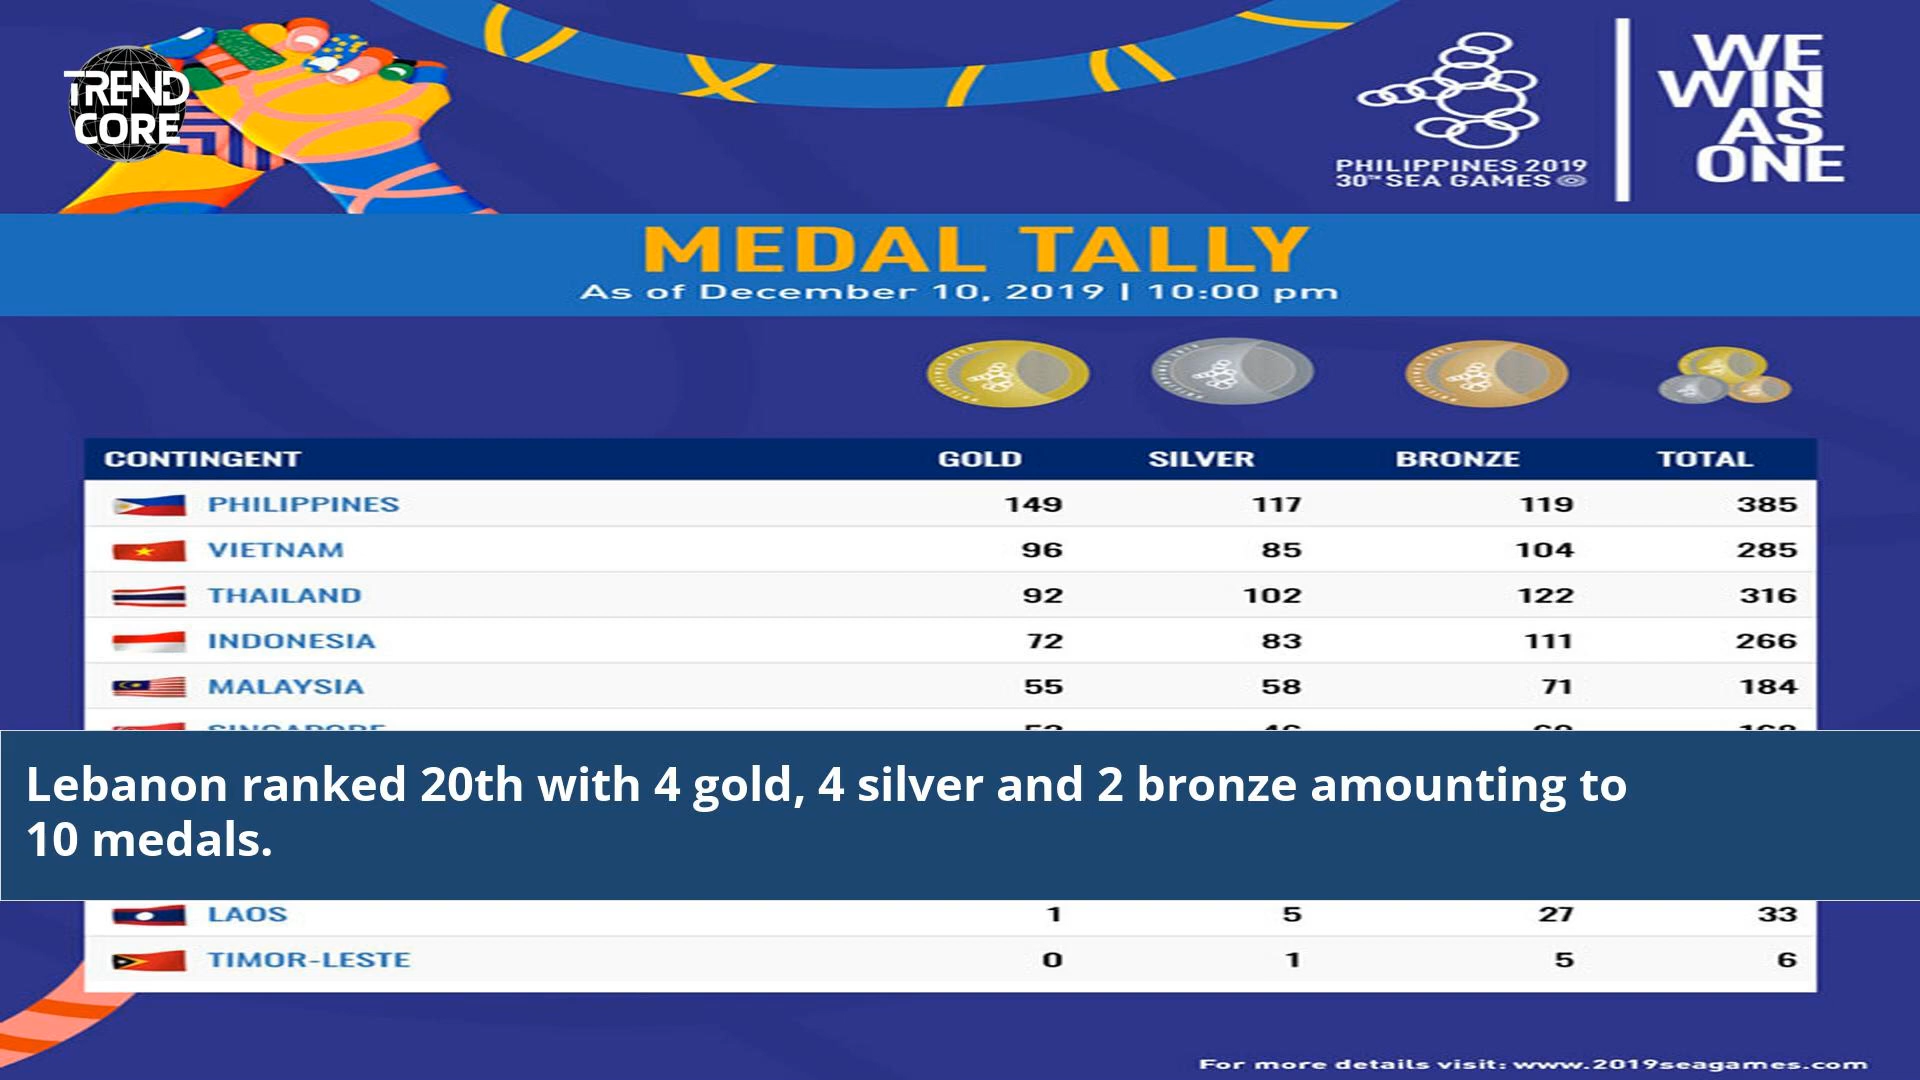 TREND
CORE
PHILIPPINES 2019
30TH SEA GAMES
WE
WIN
AS
ONE
MEDAL TALLY
As of December 10, 2019 | 10:00 pm
CONTINGENT GOLD SILVER BRONZE TOTAL
PHILIPPINES 149 117 119 385
VIETNAM 96 85 104 285
THAILAND 92 102 122 316
INDONESIA 72 83 111 266
MALAYSIA 55 58 71 184
Lebanon ranked 20th with 4 gold, 4 silver and 2 bronze amounting to
10 medals.
LAOS 1 5 27 33
TIMOR-LESTE 0 1 5 6
For more details visit: www.2019seagames.com